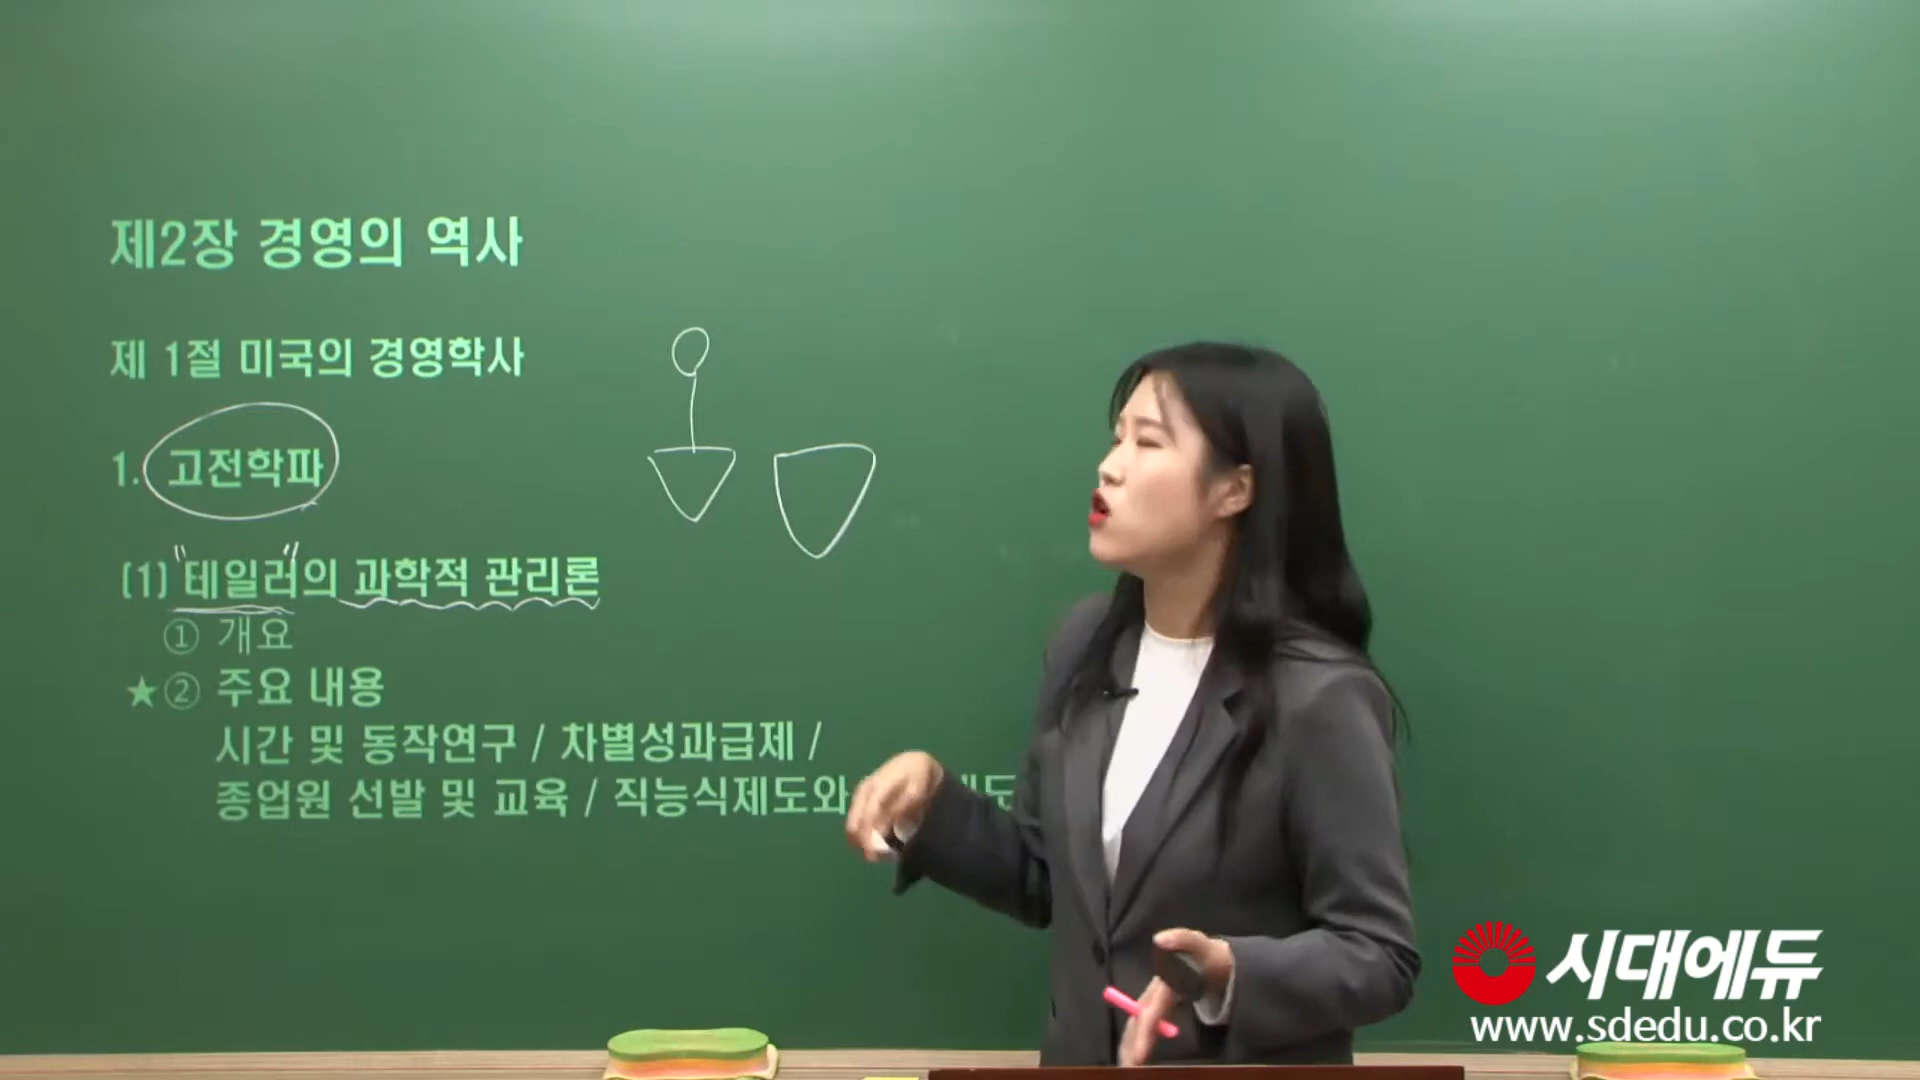 제2장 경영의 역사
제 1절 미국의 경영학사
1. 고전학파
(1) "테일러"의 과학적 관리론
① 개요
★② 주요 내용
시간 및 동작연구 / 차별성과급제 /
종업원 선발 및 교육 / 직능식제도와
시대에듀
www.sdedu.co.kr